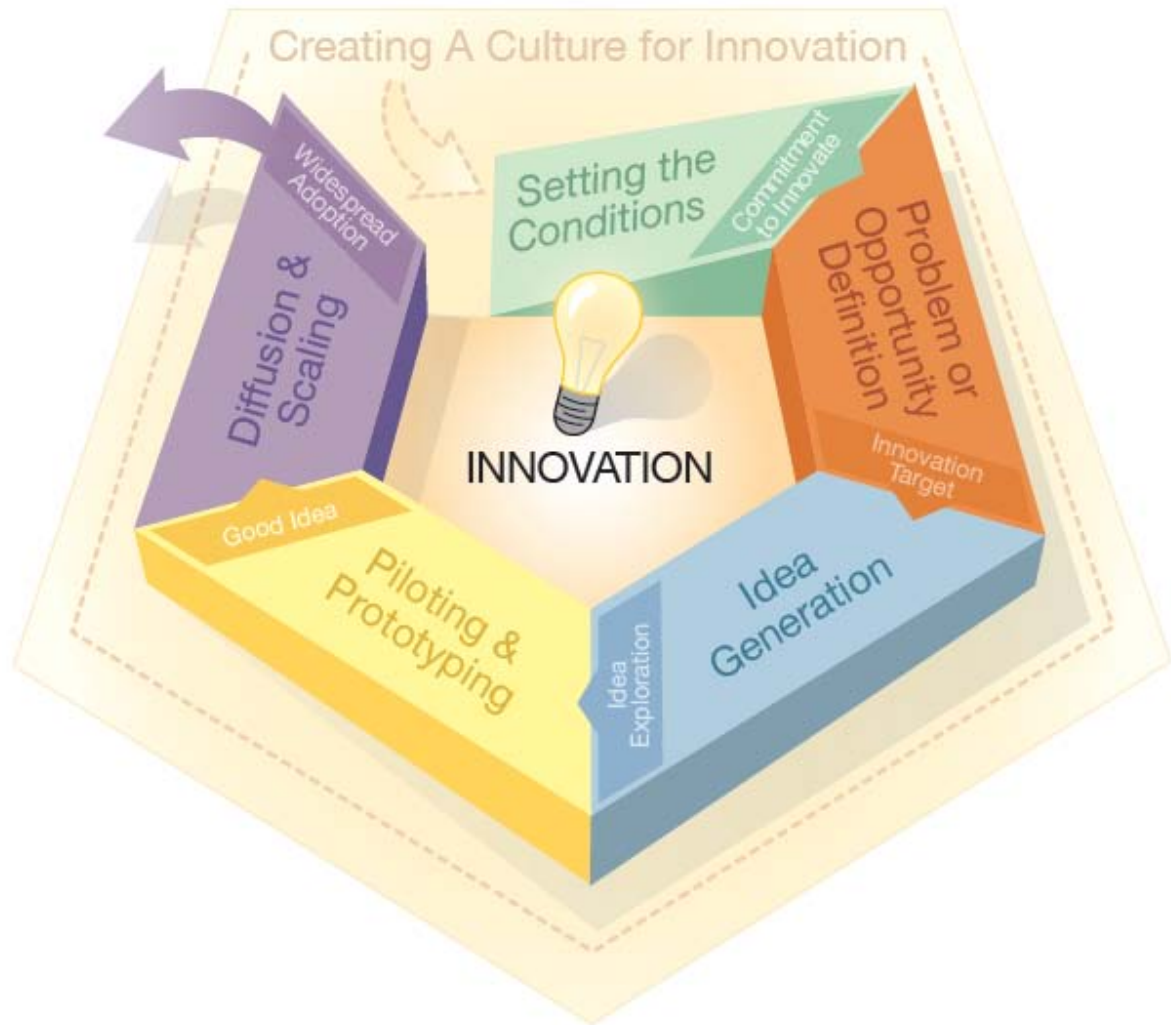 Creating A Culture for Innovation
Setting the
Conditions
Commitment
to Innovate
Problem or
Opportunity
Definition
Innovation
Target
Idea
Generation
Idea
Exploration
Piloting &
Prototyping
Good Idea
Diffusion &
Scaling
Widespread
Adoption
INNOVATION